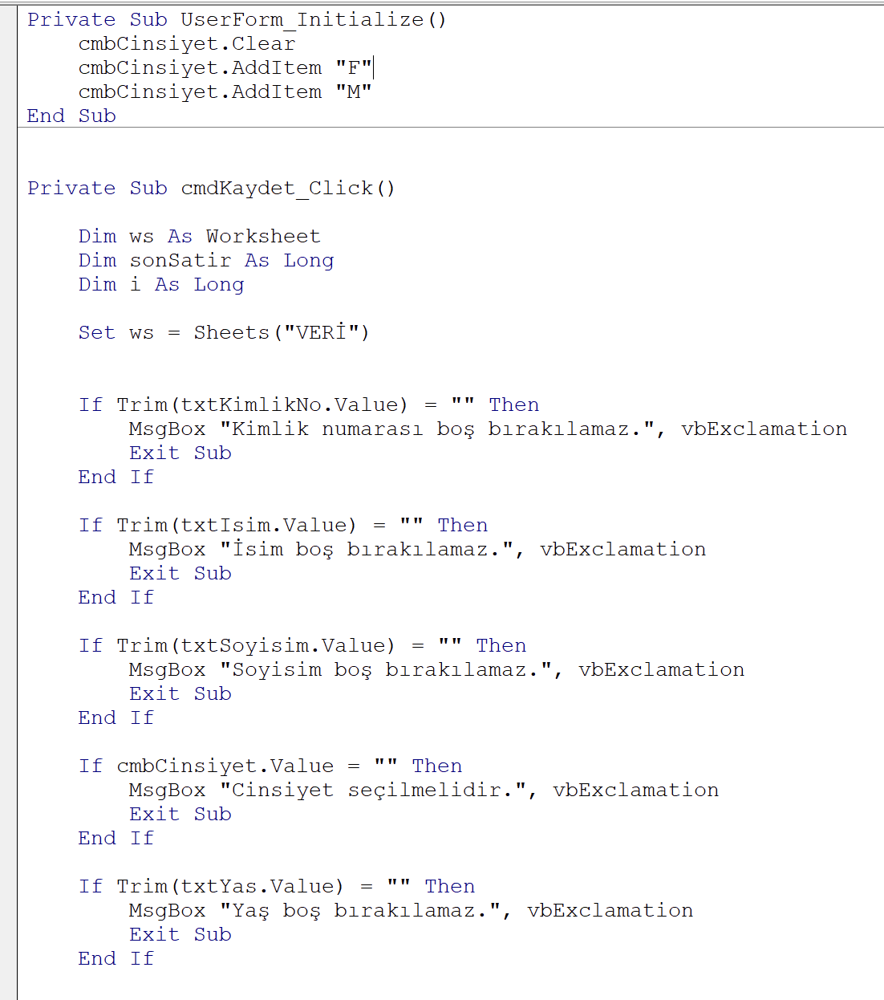 Private Sub UserForm_Initialize()
cmbCinsiyet.Clear
cmbCinsiyet.AddItem "F"
cmbCinsiyet.AddItem "M"
End Sub
Private Sub cmdKaydet_Click()
Dim ws As Worksheet
Dim sonSatir As Long
Dim i As Long
Set ws = Sheets("VERİ")
If Trim(txtKimlikNo.Value) = "" Then
MsgBox "Kimlik numarası boş bırakılamaz.", vbExclamation
Exit Sub
End If
If Trim(txtIsim.Value) = "" Then
MsgBox "İsim boş bırakılamaz.", vbExclamation
Exit Sub
End If
If Trim(txtSoyisim.Value) = "" Then
MsgBox "Soyisim boş bırakılamaz.", vbExclamation
Exit Sub
End If
If cmbCinsiyet.Value = "" Then
MsgBox "Cinsiyet seçilmelidir.", vbExclamation
Exit Sub
End If
If Trim(txtYas.Value) = "" Then
MsgBox "Yaş boş bırakılamaz.", vbExclamation
Exit Sub
End If